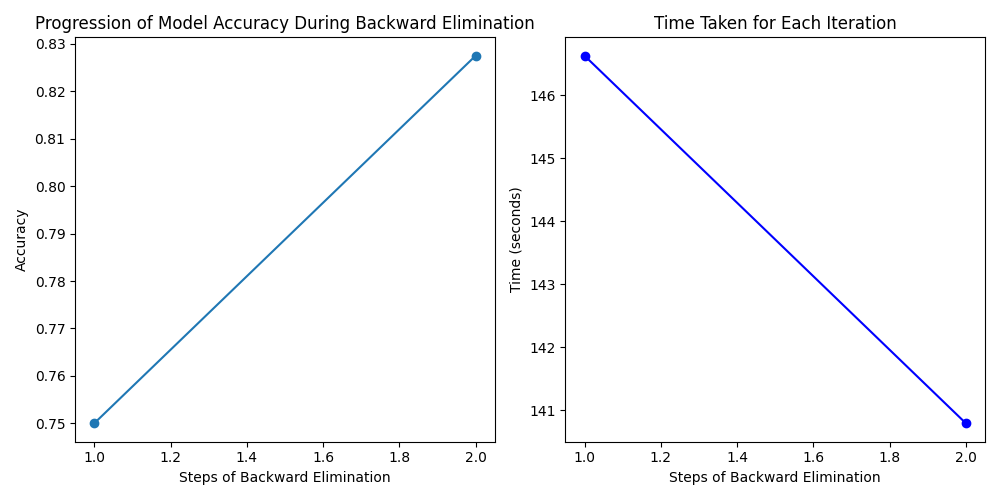 Progression of Model Accuracy During Backward Elimination
0.83
0.82
0.81
0.80
0.79
0.78
0.77
0.76
0.75
Accuracy
1.0 1.2 1.4 1.6 1.8 2.0
Steps of Backward Elimination
Time Taken for Each Iteration
146
145
144
143
142
141
Time (seconds)
1.0 1.2 1.4 1.6 1.8 2.0
Steps of Backward Elimination